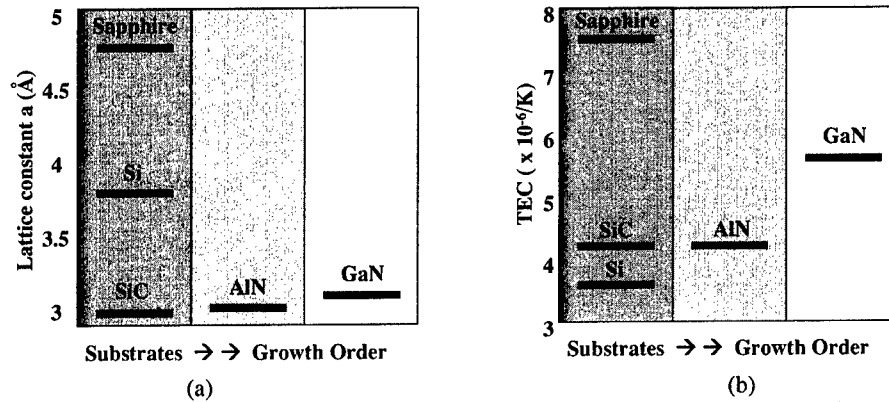 5
4.5
4
3.5
3
Lattice constant a (Å)
Sapphire
Si
SiC
AlN
GaN
Substrates → → Growth Order
(a)
8
7
6
5
4
3
TEC ( x 10⁻⁶/K)
Sapphire
SiC
Si
AlN
GaN
Substrates → → Growth Order
(b)